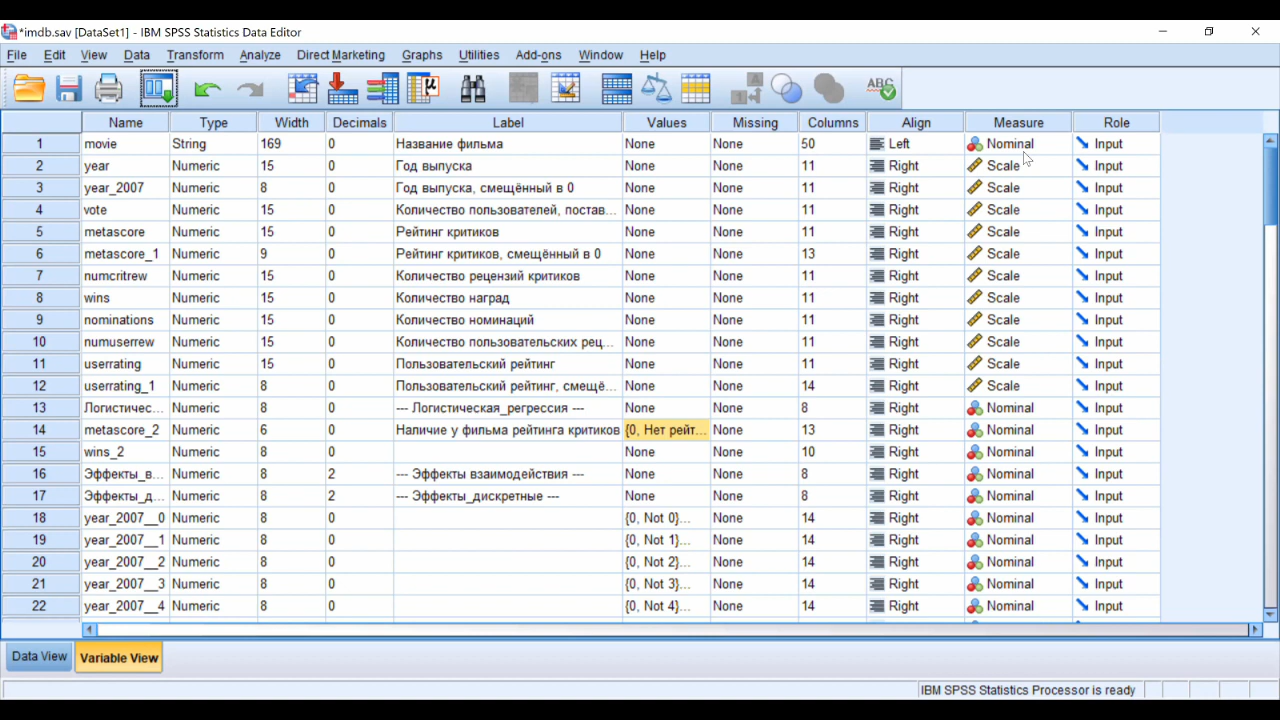 *imdb.sav [DataSet1] - IBM SPSS Statistics Data Editor
File Edit View Data Transform Analyze Direct Marketing Graphs Utilities Add-ons Window Help
Name Type Width Decimals Label Values Missing Columns Align Measure Role
1 movie String 169 0 Название фильма None None 50 Left Nominal Input
2 year Numeric 15 0 Год выпуска None None 11 Right Scale Input
3 year_2007 Numeric 8 0 Год выпуска, смещённый в 0 None None 11 Right Scale Input
4 vote Numeric 15 0 Количество пользователей, постав... None None 11 Right Scale Input
5 metascore Numeric 15 0 Рейтинг критиков None None 11 Right Scale Input
6 metascore_1 Numeric 9 0 Рейтинг критиков, смещённый в 0 None None 13 Right Scale Input
7 numcritrew Numeric 15 0 Количество рецензий критиков None None 11 Right Scale Input
8 wins Numeric 15 0 Количество наград None None 11 Right Scale Input
9 nominations Numeric 15 0 Количество номинаций None None 11 Right Scale Input
10 numuserrew Numeric 15 0 Количество пользовательских рец... None None 11 Right Scale Input
11 userrating Numeric 15 0 Пользовательский рейтинг None None 11 Right Scale Input
12 userrating_1 Numeric 8 0 Пользовательский рейтинг, смещё... None None 14 Right Scale Input
13 Логистичес... Numeric 8 0 --- Логистическая_регрессия --- None None 8 Right Nominal Input
14 metascore_2 Numeric 6 0 Наличие у фильма рейтинга критиков {0, Нет рейт... None 13 Right Nominal Input
15 wins_2 Numeric 8 0 None None 10 Right Nominal Input
16 Эффекты_в... Numeric 8 2 --- Эффекты взаимодействия --- None None 8 Right Nominal Input
17 Эффекты_д... Numeric 8 2 --- Эффекты_дискретные --- None None 8 Right Nominal Input
18 year_2007__0 Numeric 8 0 {0, Not 0}... None 14 Right Nominal Input
19 year_2007__1 Numeric 8 0 {0, Not 1}... None 14 Right Nominal Input
20 year_2007__2 Numeric 8 0 {0, Not 2}... None 14 Right Nominal Input
21 year_2007__3 Numeric 8 0 {0, Not 3}... None 14 Right Nominal Input
22 year_2007__4 Numeric 8 0 {0, Not 4}... None 14 Right Nominal Input
Data View Variable View
IBM SPSS Statistics Processor is ready